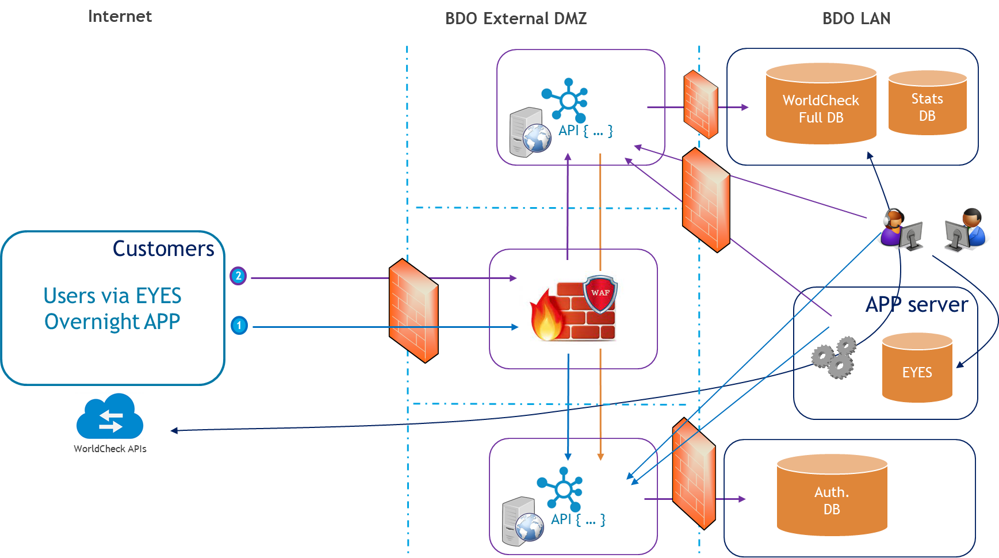 Internet
BDO External DMZ
BDO LAN
WorldCheck
Full DB
Stats
DB
API { ... }
Customers
Users via EYES
Overnight APP
2
1
WAF
APP server
EYES
WorldCheck APIs
API { ... }
Auth.
DB